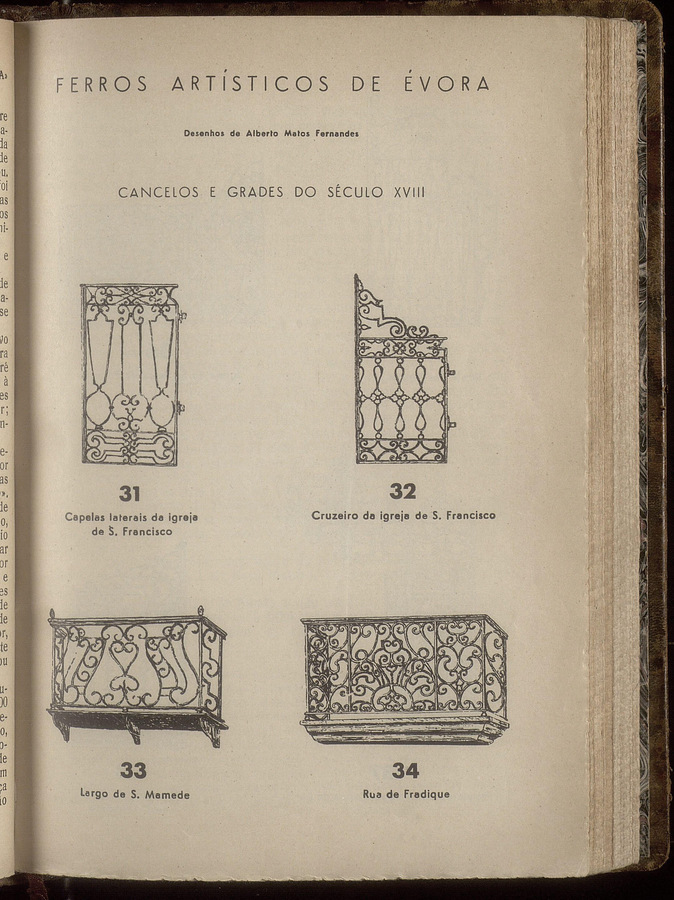 FERROS ARTÍSTICOS DE ÉVORA
Desenhos de Alberto Matos Fernandes
CANCELOS E GRADES DO SÉCULO XVIII
31
Capelas laterais da igreja
de S. Francisco
32
Cruzeiro da igreja de S. Francisco
33
Largo de S. Mamede
34
Rua de Fradique